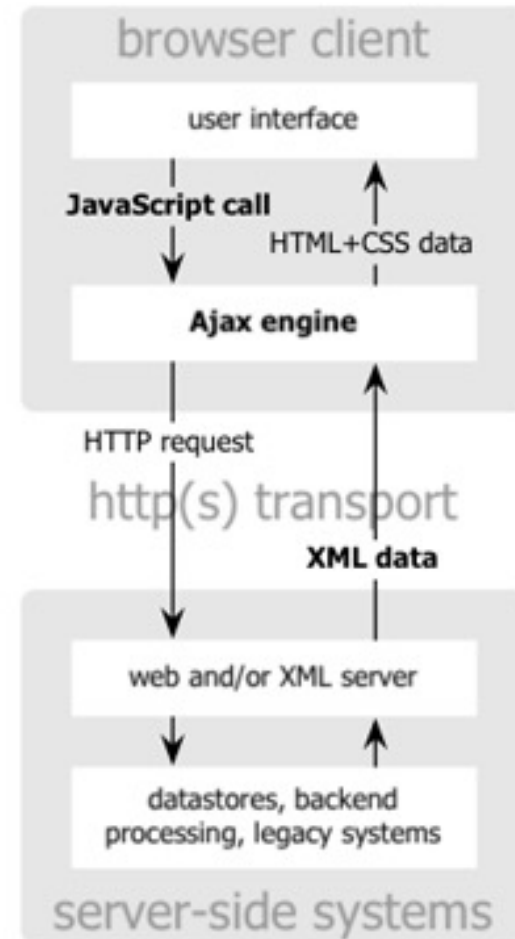 browser client
user interface
JavaScript call
HTML+CSS data
Ajax engine
HTTP request
http(s) transport
XML data
web and/or XML server
datastores, backend
processing, legacy systems
server-side systems